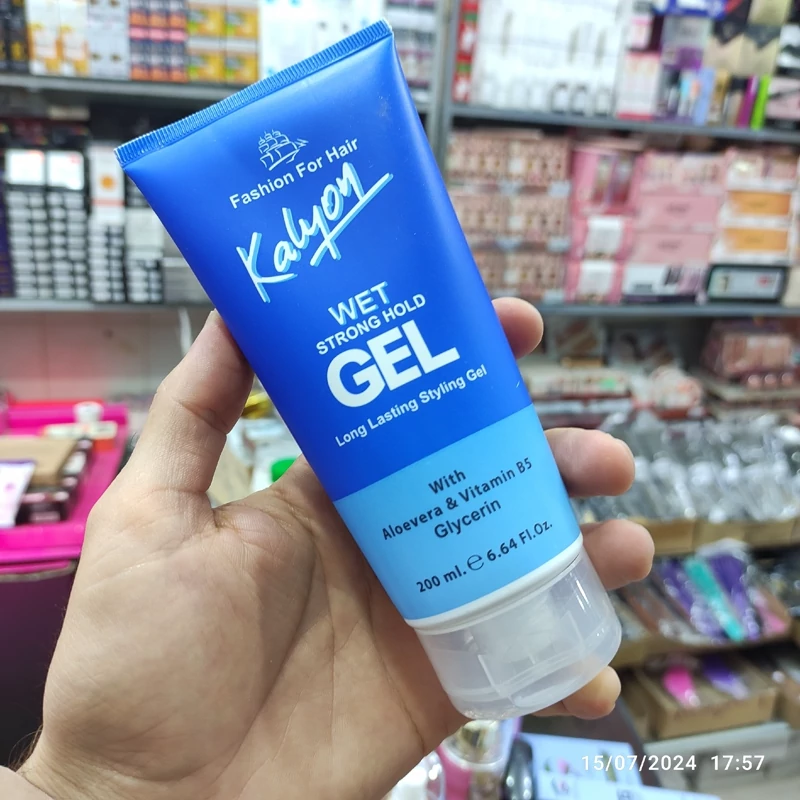 Fashion For Hair
Kalyon
WET
STRONG HOLD
GEL
Long Lasting Styling Gel
With
Aloevera & Vitamin B5
Glycerin
200 ml. ℮ 6.64 Fl.Oz.
15/07/2024 17:57